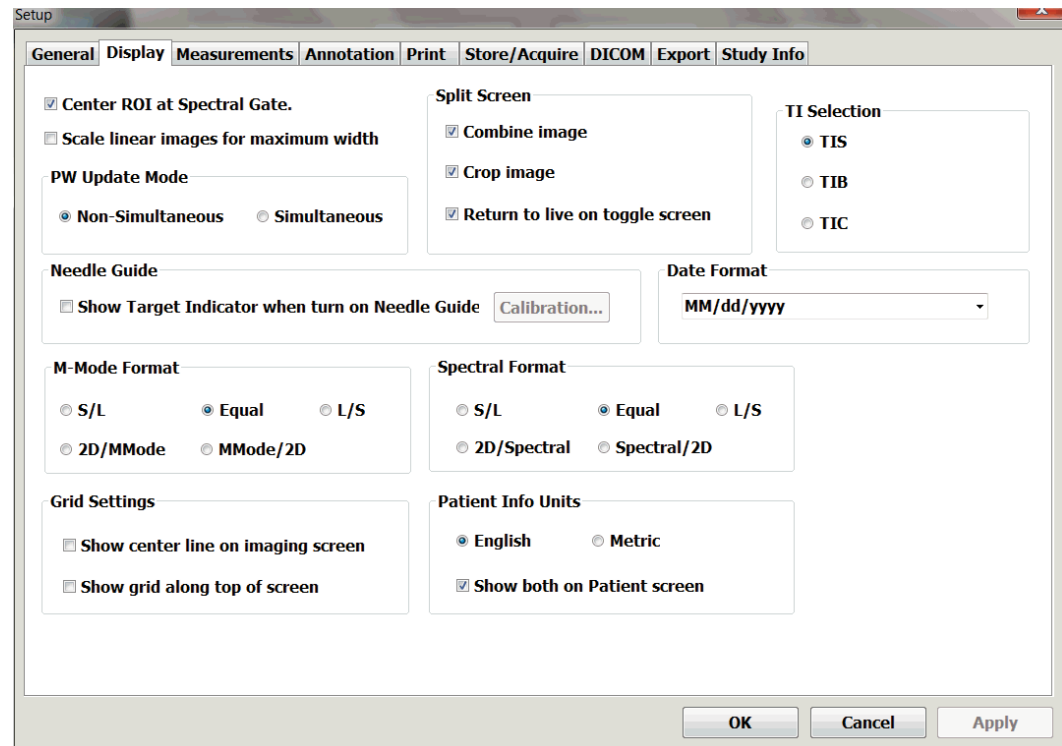 Setup
General Display Measurements Annotation Print Store/Acquire DICOM Export Study Info
Center ROI at Spectral Gate.
Scale linear images for maximum width
PW Update Mode
Non-Simultaneous Simultaneous
Split Screen
Combine image
Crop image
Return to live on toggle screen
TI Selection
TIS
TIB
TIC
Needle Guide
Show Target Indicator when turn on Needle Guide Calibration...
Date Format
MM/dd/yyyy
M-Mode Format
S/L Equal L/S
2D/MMode MMode/2D
Spectral Format
S/L Equal L/S
2D/Spectral Spectral/2D
Grid Settings
Show center line on imaging screen
Show grid along top of screen
Patient Info Units
English Metric
Show both on Patient screen
OK Cancel Apply